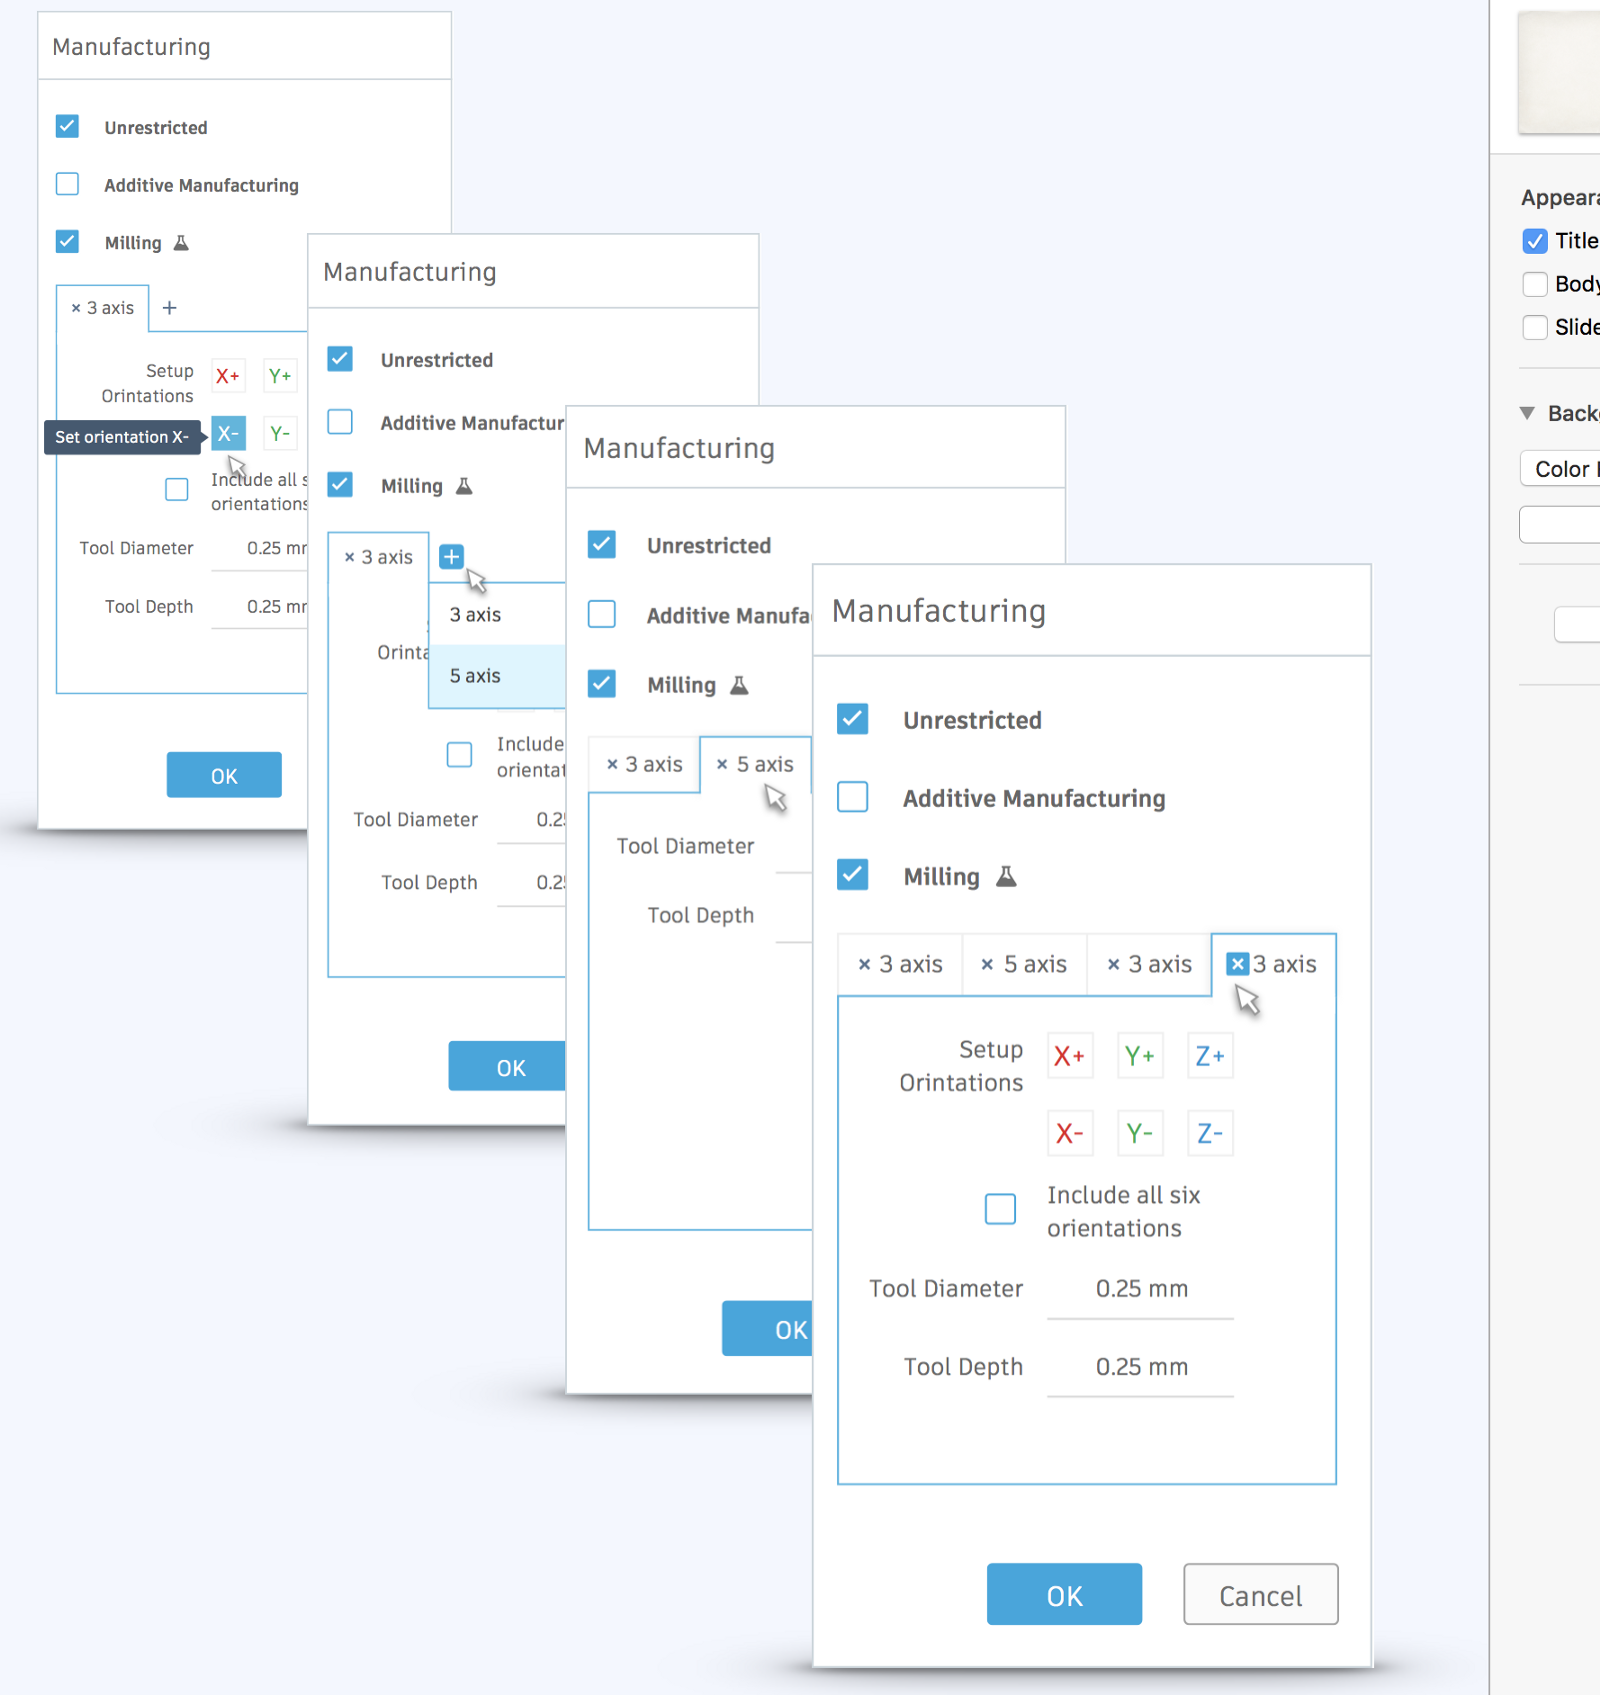 Manufacturing
Unrestricted
Additive Manufacturing
Milling
× 3 axis +
Setup
Orintations
X+ Y+
Set orientation X-
X- Y-
Include all s
orientations
Tool Diameter 0.25 mr
Tool Depth 0.25 mr
OK
Manufacturing
Unrestricted
Additive Manufactur
Milling
× 3 axis +
3 axis
Orinta
5 axis
Include
orientat
Tool Diameter 0.25
Tool Depth 0.25
OK
Manufacturing
Unrestricted
Additive Manufa
Milling
× 3 axis × 5 axis
Tool Diameter
Tool Depth
OK
Manufacturing
Unrestricted
Additive Manufacturing
Milling
× 3 axis × 5 axis × 3 axis × 3 axis
Setup
Orintations
X+ Y+ Z+
X- Y- Z-
Include all six
orientations
Tool Diameter 0.25 mm
Tool Depth 0.25 mm
OK Cancel
Appeara
Title
Body
Slide
Backg
Color